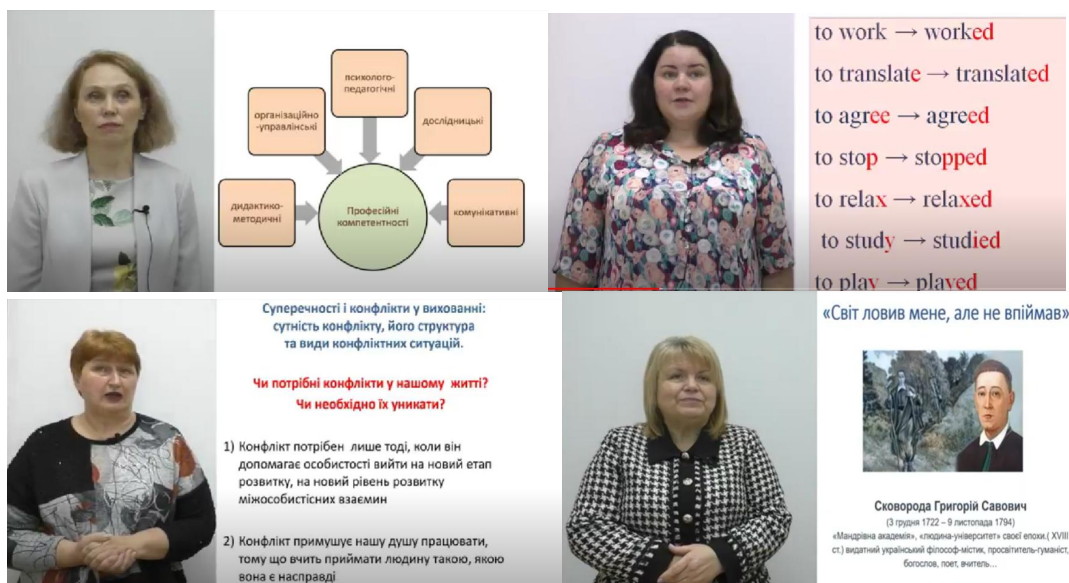 психолого-
педагогічні
організаційно
-управлінські
дослідницькі
дидактико-
методичні
Професійні
компетентності
комунікативні
to work → worked
to translate → translated
to agree → agreed
to stop → stopped
to relax → relaxed
to study → studied
to play → played
Суперечності і конфлікти у вихованні:
сутність конфлікту, його структура
та види конфліктних ситуацій.
Чи потрібні конфлікти у нашому житті?
Чи необхідно їх уникати?
1) Конфлікт потрібен лише тоді, коли він
допомагає особистості вийти на новий етап
розвитку, на новий рівень розвитку
міжособистісних взаємин
2) Конфлікт примушує нашу душу працювати,
тому що вчить приймати людину такою, якою
вона є насправді
«Світ ловив мене, але не впіймав»
Сковорода Григорій Савович
(3 грудня 1722 – 9 листопада 1794)
«Мандрівна академія», «людина-університет» своєї епохи.( XVIII
ст.) видатний український філософ-містик, просвітитель-гуманіст,
богослов, поет, вчитель…